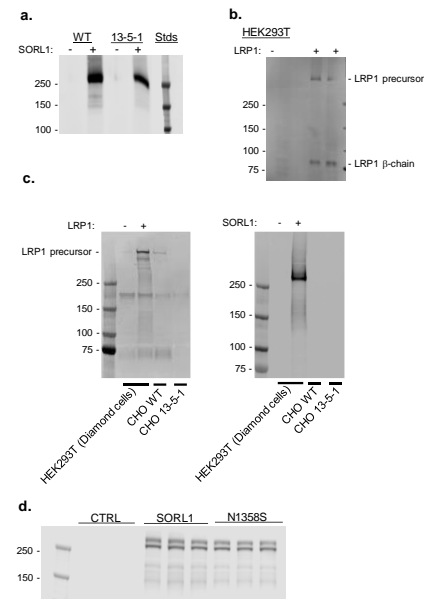 a.
WT 13-5-1 Stds
SORL1: - + - +
250 -
150 -
100 -
b.
HEK293T
LRP1: - + +
250 -
150 -
100 -
75 -
- LRP1 precursor
- LRP1 β-chain
c.
LRP1: - +
LRP1 precursor -
250 -
150 -
100 -
75 -
HEK293T (Diamond cells)
CHO WT
CHO 13-5-1
SORL1: - +
250 -
150 -
100 -
75 -
HEK293T (Diamond cells)
CHO WT
CHO 13-5-1
d.
CTRL SORL1 N1358S
250 -
150 -